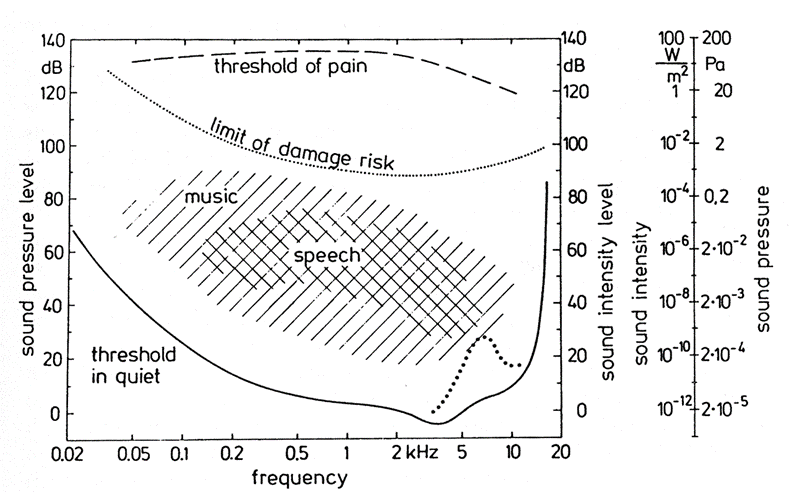 140
dB
120
100
80
60
40
20
0
sound pressure level
threshold of pain
limit of damage risk
music
speech
threshold
in quiet
0.02
0.05
0.1
0.2
0.5
1
2 kHz
5
10
20
frequency
140
dB
120
100
80
60
40
20
0
sound intensity level
100
W
m²
1
10⁻²
10⁻⁴
10⁻⁶
10⁻⁸
10⁻¹⁰
10⁻¹²
sound intensity
200
Pa
20
2
0,2
2·10⁻²
2·10⁻³
2·10⁻⁴
2·10⁻⁵
sound pressure